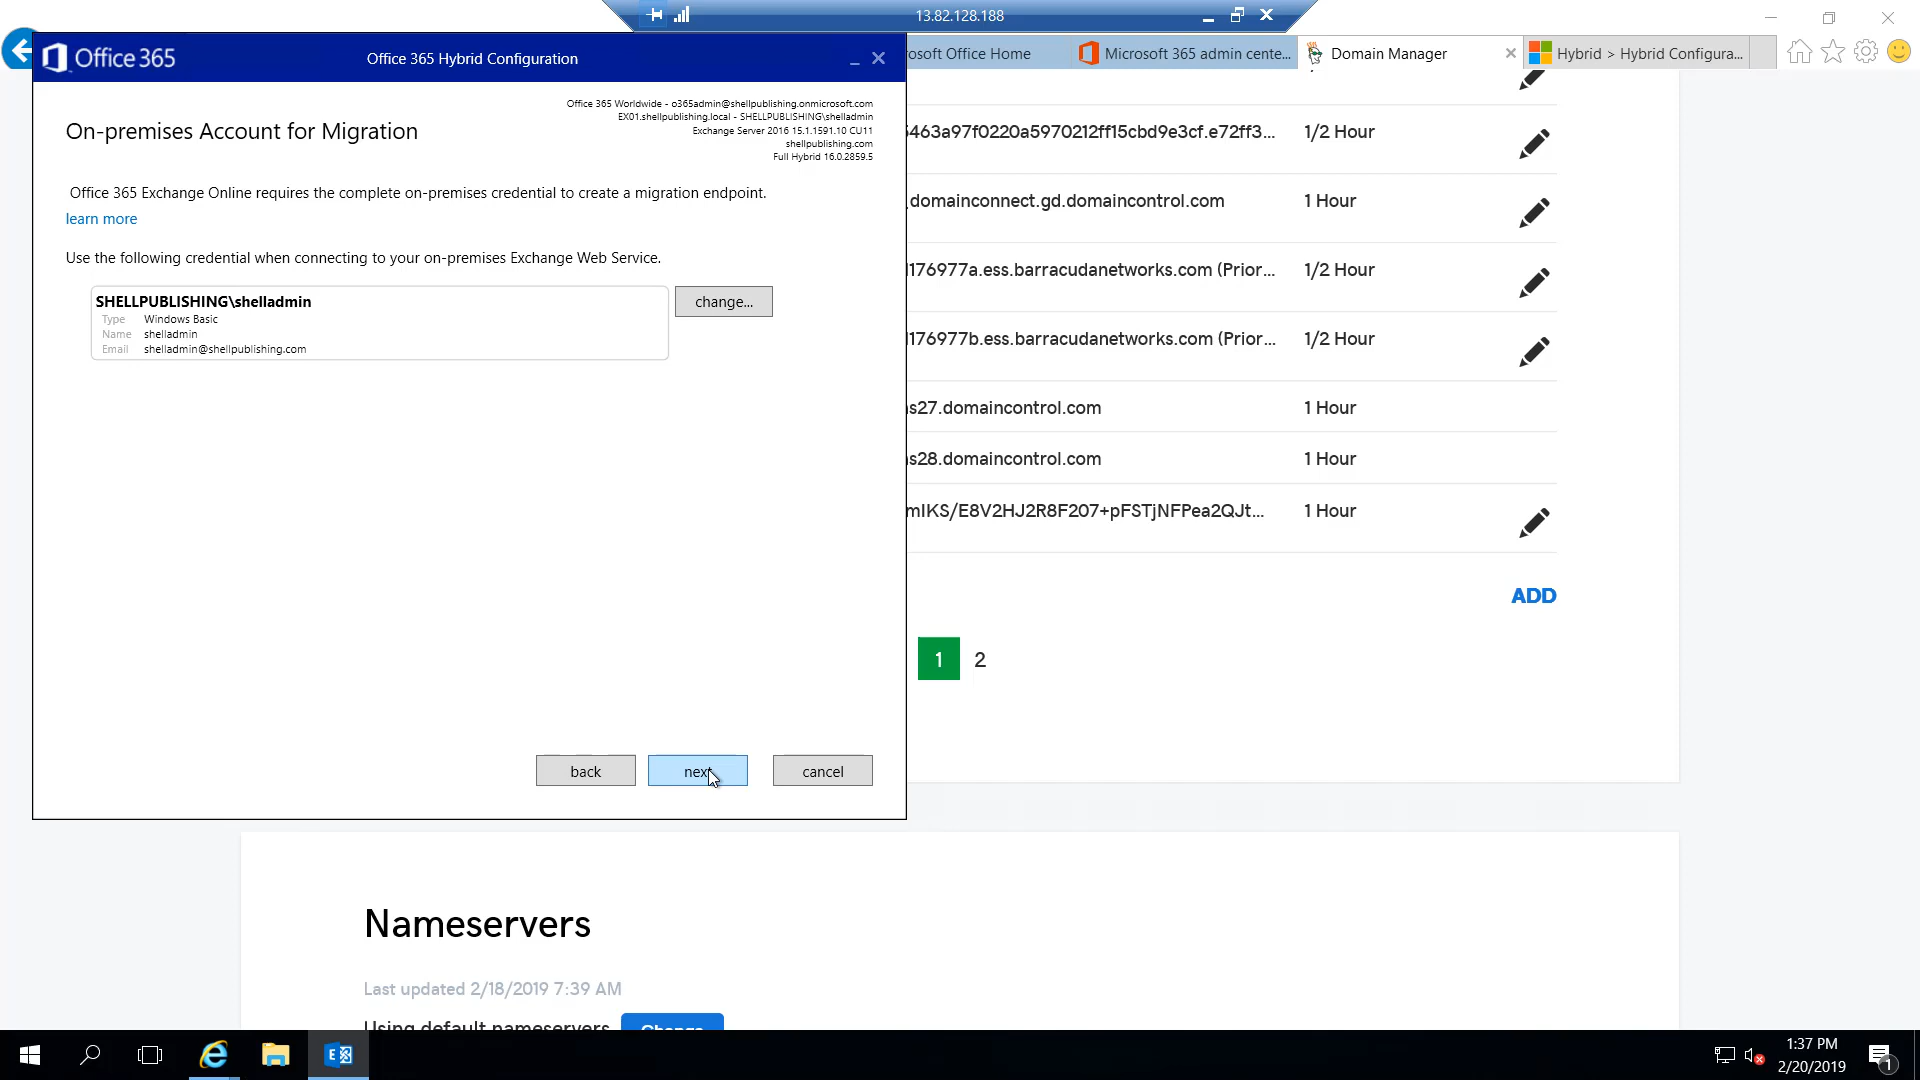 13.82.128.188
Office 365
Office 365 Hybrid Configuration
rosoft Office Home
Microsoft 365 admin cente...
Domain Manager
Hybrid > Hybrid Configura...
Office 365 Worldwide - o365admin@shellpublishing.onmicrosoft.com
EX01.shellpublishing.local - SHELLPUBLISHING\shelladmin
Exchange Server 2016 15.1.1591.10 CU11
shellpublishing.com
Full Hybrid 16.0.2859.5
On-premises Account for Migration
Office 365 Exchange Online requires the complete on-premises credential to create a migration endpoint.
learn more
Use the following credential when connecting to your on-premises Exchange Web Service.
SHELLPUBLISHING\shelladmin
Type Windows Basic
Name shelladmin
Email shelladmin@shellpublishing.com
change...
back
next
cancel
5463a97f0220a5970212ff15cbd9e3cf.e72ff3... 1/2 Hour
_domainconnect.gd.domaincontrol.com 1 Hour
176977a.ess.barracudanetworks.com (Prior... 1/2 Hour
176977b.ess.barracudanetworks.com (Prior... 1/2 Hour
s27.domaincontrol.com 1 Hour
s28.domaincontrol.com 1 Hour
mIKS/E8V2HJ2R8F207+pFSTjNFPea2QJt... 1 Hour
ADD
1 2
Nameservers
Last updated 2/18/2019 7:39 AM
Using default nameservers
Change
1:37 PM
2/20/2019
1